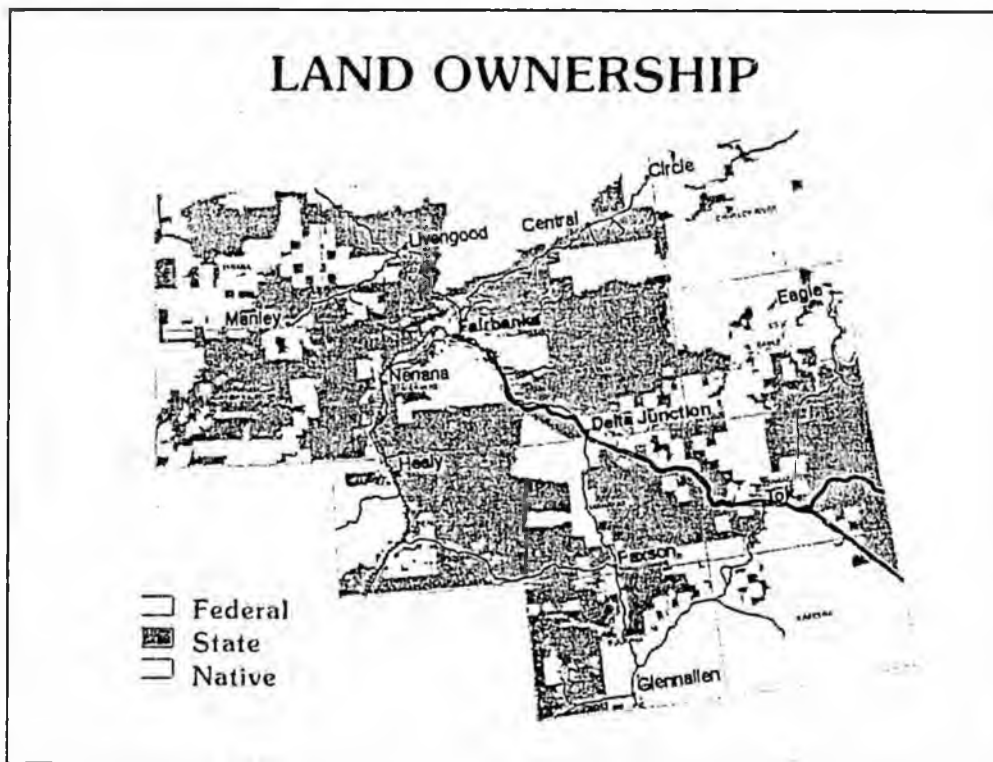 LAND OWNERSHIP
Circle
Central
Livengood
Eagle
Manley
Fairbanks
Nenana
Delta Junction
Healy
Tok
Paxson
Glennallen
Federal
State
Native